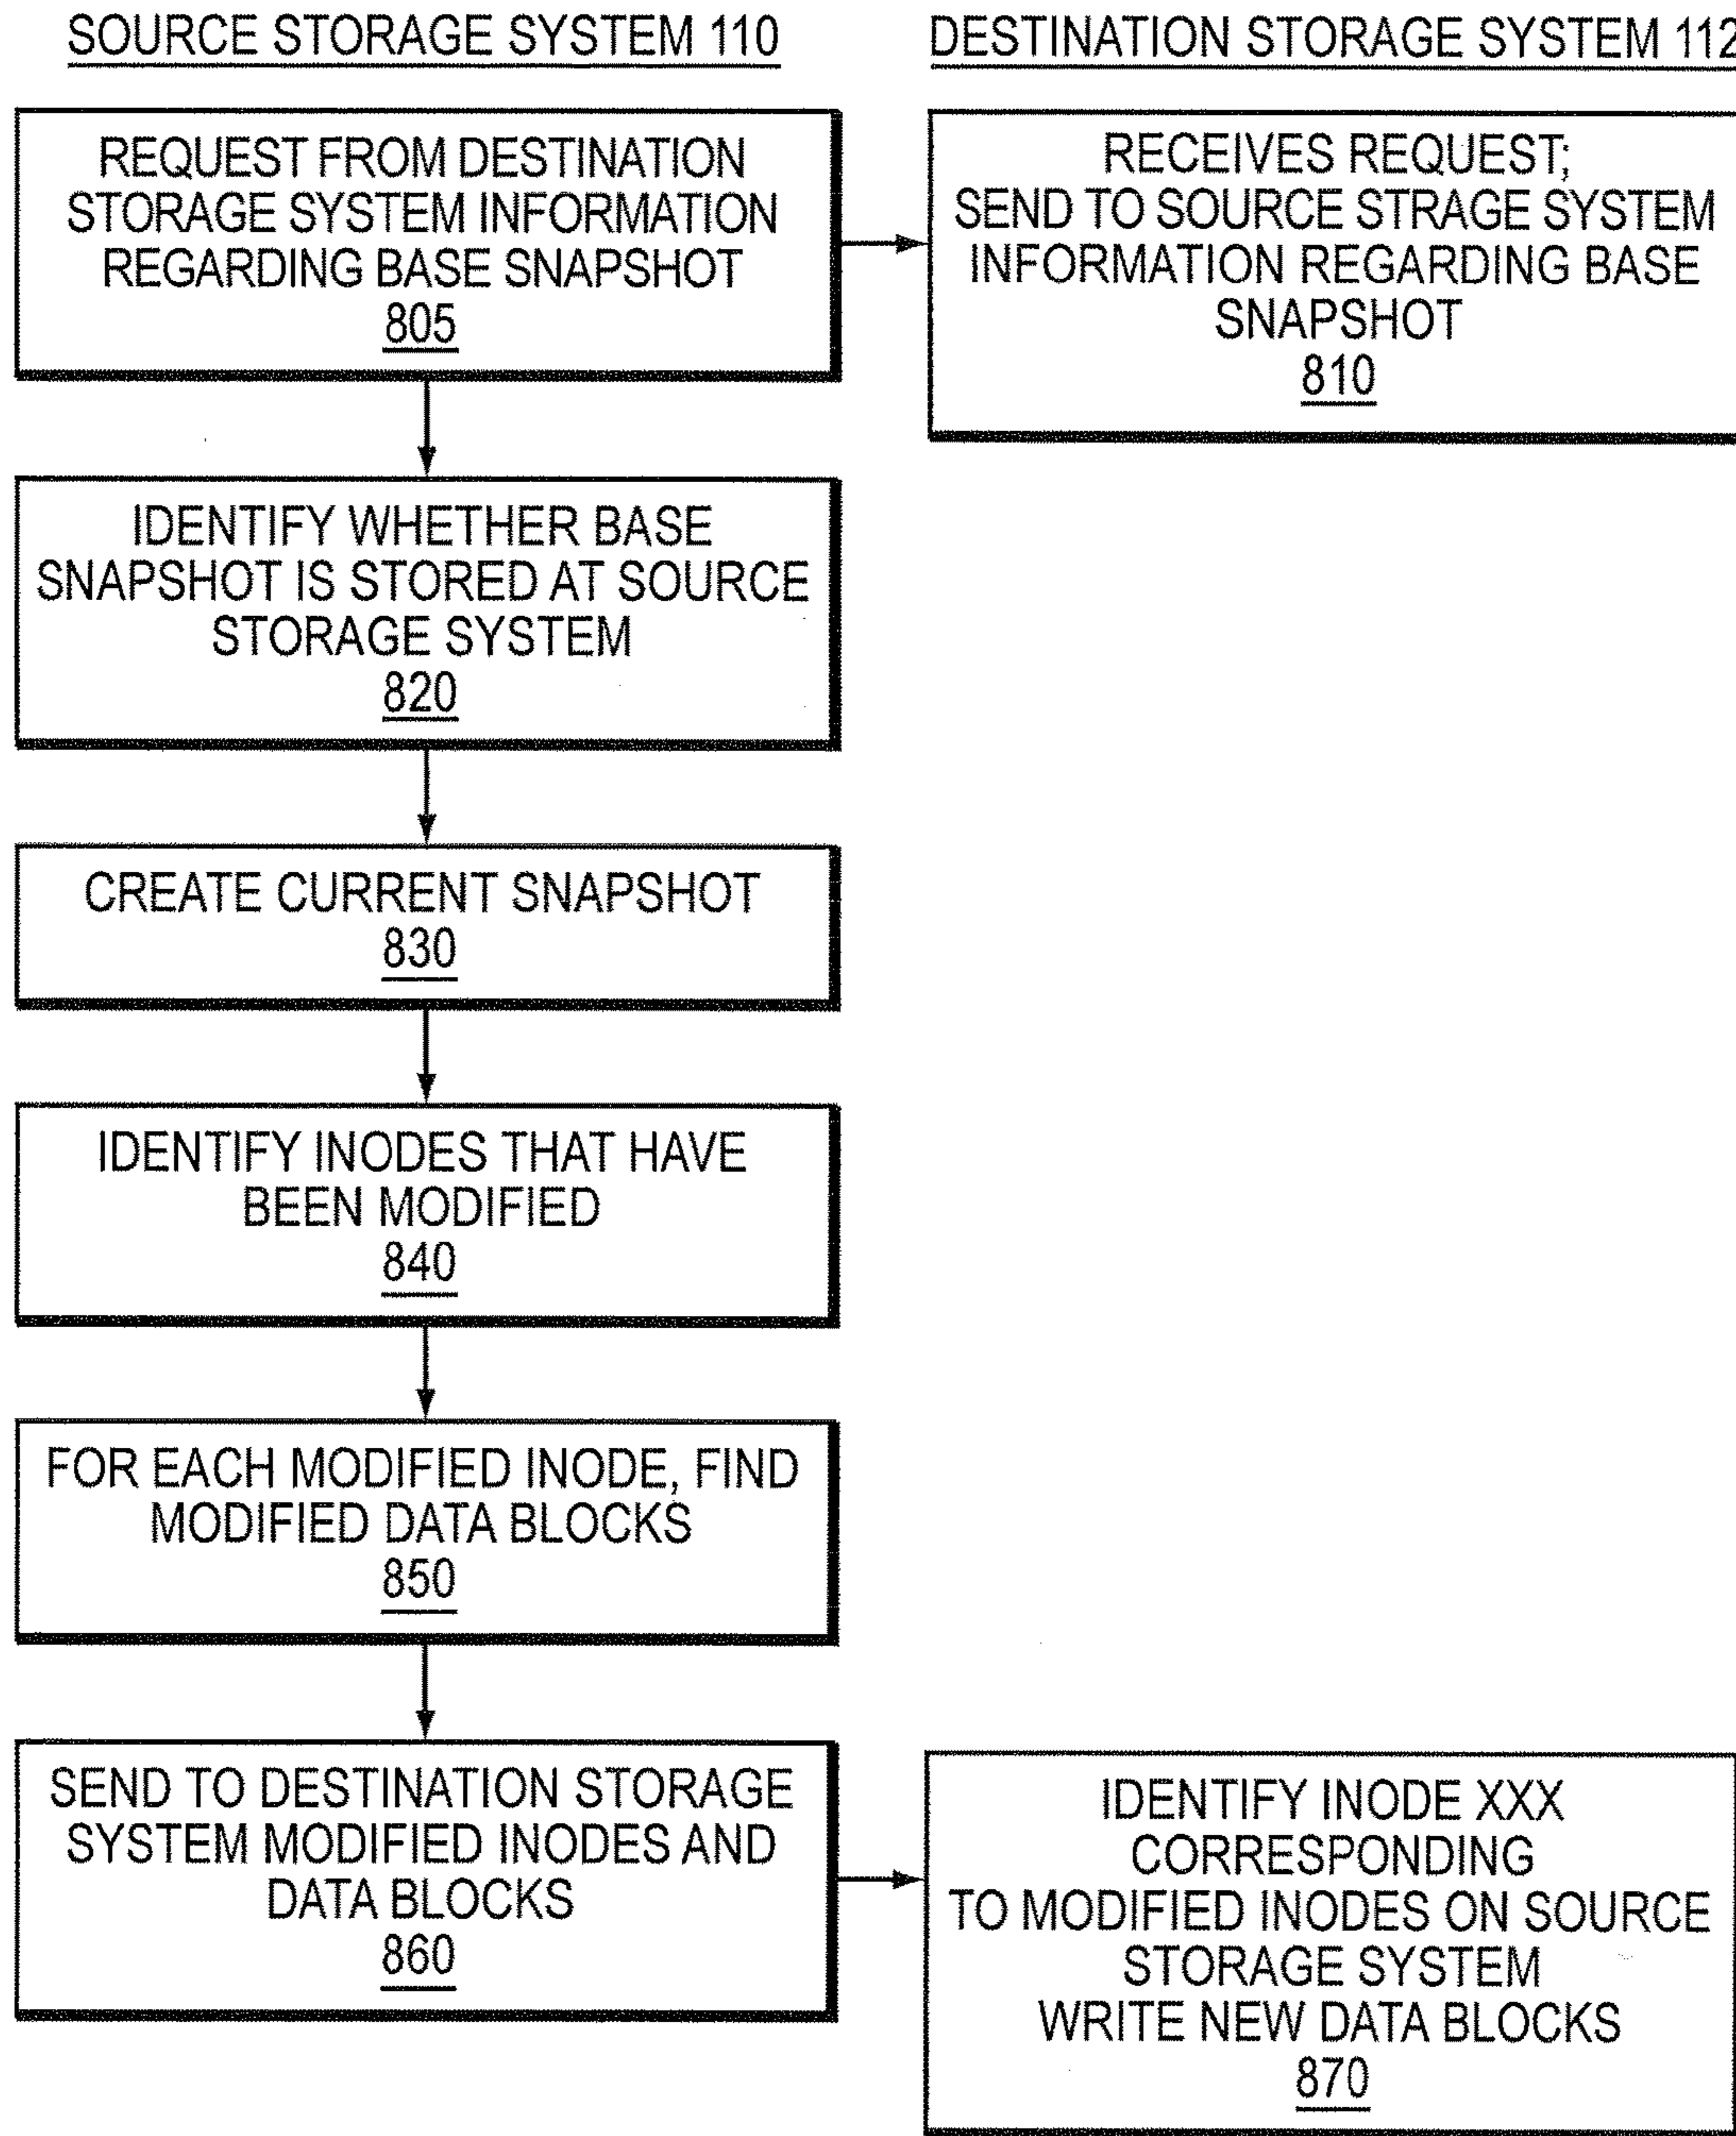 SOURCE STORAGE SYSTEM 110
DESTINATION STORAGE SYSTEM 112
REQUEST FROM DESTINATION
STORAGE SYSTEM INFORMATION
REGARDING BASE SNAPSHOT
805
RECEIVES REQUEST;
SEND TO SOURCE STRAGE SYSTEM
INFORMATION REGARDING BASE
SNAPSHOT
810
IDENTIFY WHETHER BASE
SNAPSHOT IS STORED AT SOURCE
STORAGE SYSTEM
820
CREATE CURRENT SNAPSHOT
830
IDENTIFY INODES THAT HAVE
BEEN MODIFIED
840
FOR EACH MODIFIED INODE, FIND
MODIFIED DATA BLOCKS
850
SEND TO DESTINATION STORAGE
SYSTEM MODIFIED INODES AND
DATA BLOCKS
860
IDENTIFY INODE XXX
CORRESPONDING
TO MODIFIED INODES ON SOURCE
STORAGE SYSTEM
WRITE NEW DATA BLOCKS
870